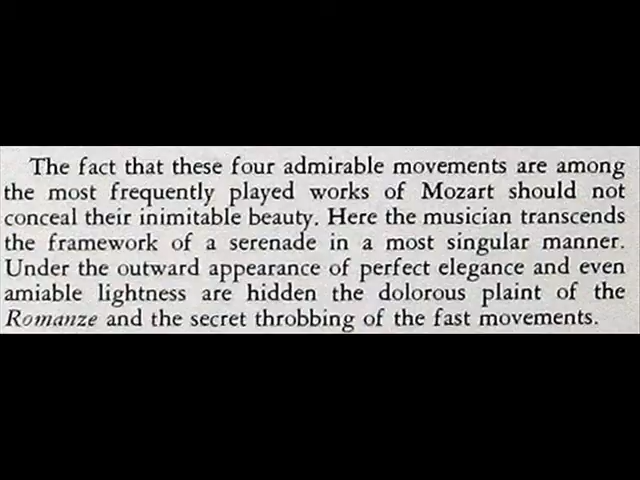 The fact that these four admirable movements are among
the most frequently played works of Mozart should not
conceal their inimitable beauty. Here the musician transcends
the framework of a serenade in a most singular manner.
Under the outward appearance of perfect elegance and even
amiable lightness are hidden the dolorous plaint of the
Romanze and the secret throbbing of the fast movements.